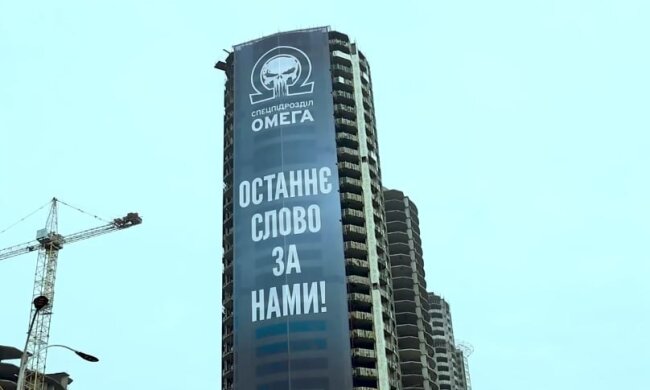 СПЕЦПІДРОЗДІЛ
ОМЕГА
ОСТАННЄ
СЛОВО
ЗА
НАМИ!